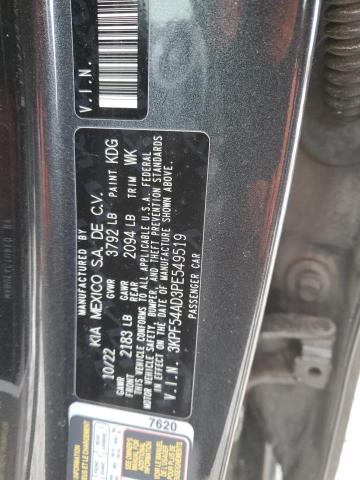 MANUFACTURED BY
KIA MEXICO S.A. DE C.V.
10/22 GVWR 3792 LB PAINT KDG
GAWR FRONT 2183 LB GAWR REAR 2094 LB TRIM WK
THIS VEHICLE CONFORMS TO ALL APPLICABLE U.S.A. FEDERAL
MOTOR VEHICLE SAFETY, BUMPER, AND THEFT PREVENTION STANDARDS
IN EFFECT ON THE DATE OF MANUFACTURE SHOWN ABOVE.
V.I.N. 3KPF54AD3PE549519
PASSENGER CAR
V.I.N.
7620